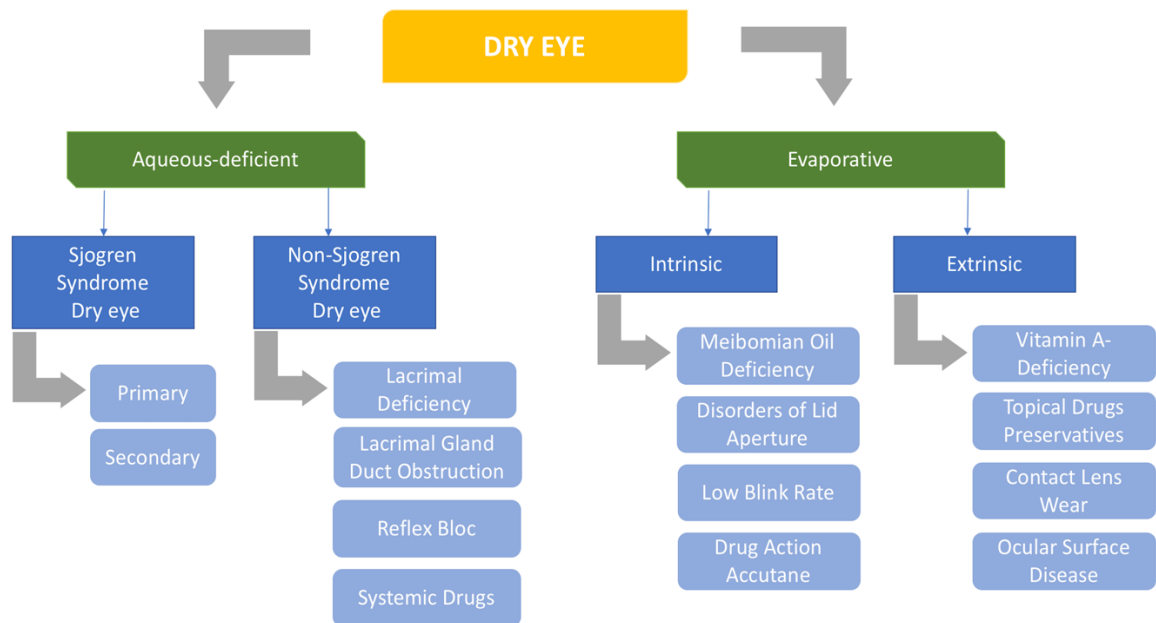 DRY EYE
Aqueous-deficient
Evaporative
Sjogren
Syndrome
Dry eye
Non-Sjogren
Syndrome
Dry eye
Intrinsic
Extrinsic
Primary
Secondary
Lacrimal
Deficiency
Lacrimal Gland
Duct Obstruction
Reflex Bloc
Systemic Drugs
Meibomian Oil
Deficiency
Disorders of Lid
Aperture
Low Blink Rate
Drug Action
Accutane
Vitamin A-
Deficiency
Topical Drugs
Preservatives
Contact Lens
Wear
Ocular Surface
Disease